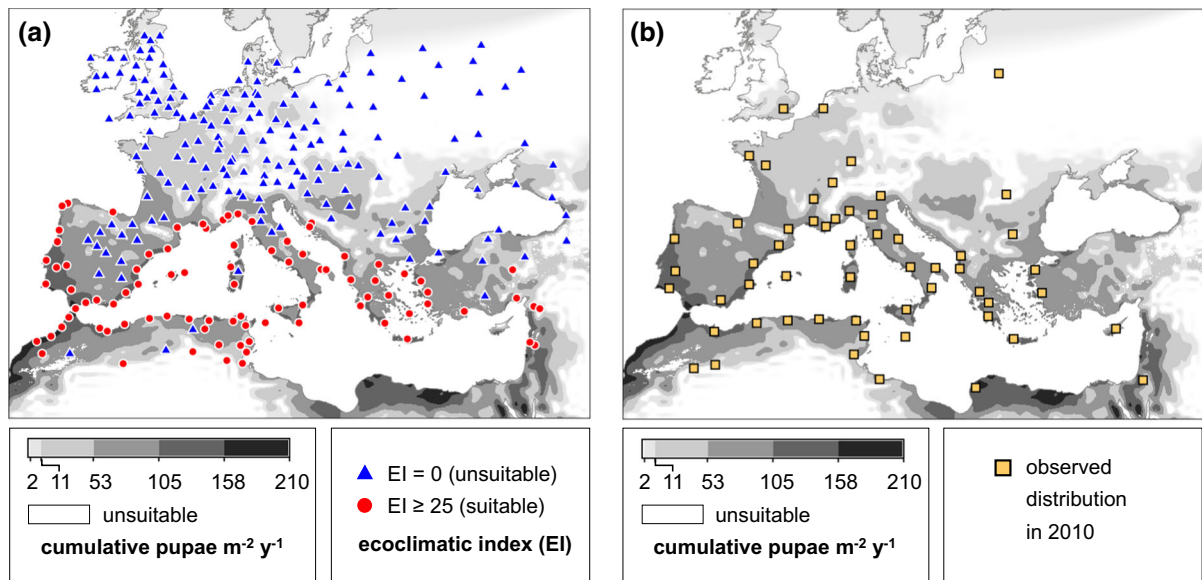 (a)
2 11 53 105 158 210
unsuitable
cumulative pupae m-2 y-1
EI = 0 (unsuitable)
EI ≥ 25 (suitable)
ecoclimatic index (EI)
(b)
2 11 53 105 158 210
unsuitable
cumulative pupae m-2 y-1
observed
distribution
in 2010